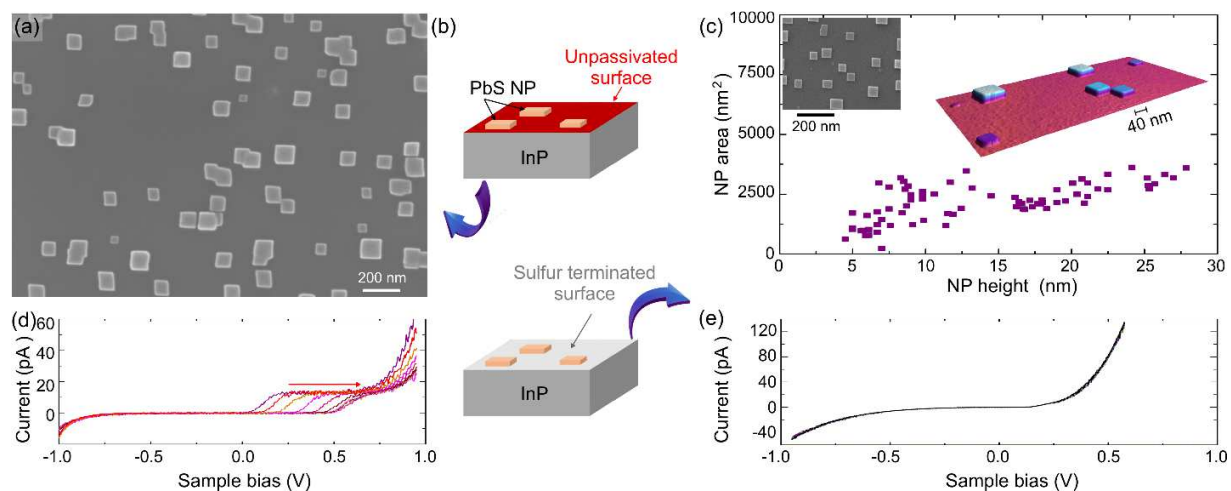 (a)
200 nm
(b)
Unpassivated
surface
PbS NP
InP
Sulfur terminated
surface
InP
(c)
10000
7500
5000
2500
0
NP area (nm²)
200 nm
40 nm
5
10
15
20
25
30
NP height (nm)
(d)
60
40
20
0
Current (pA)
-1.0
-0.5
0.0
0.5
1.0
Sample bias (V)
(e)
120
80
40
0
-40
Current (pA)
-1.0
-0.5
0.0
0.5
1.0
Sample bias (V)